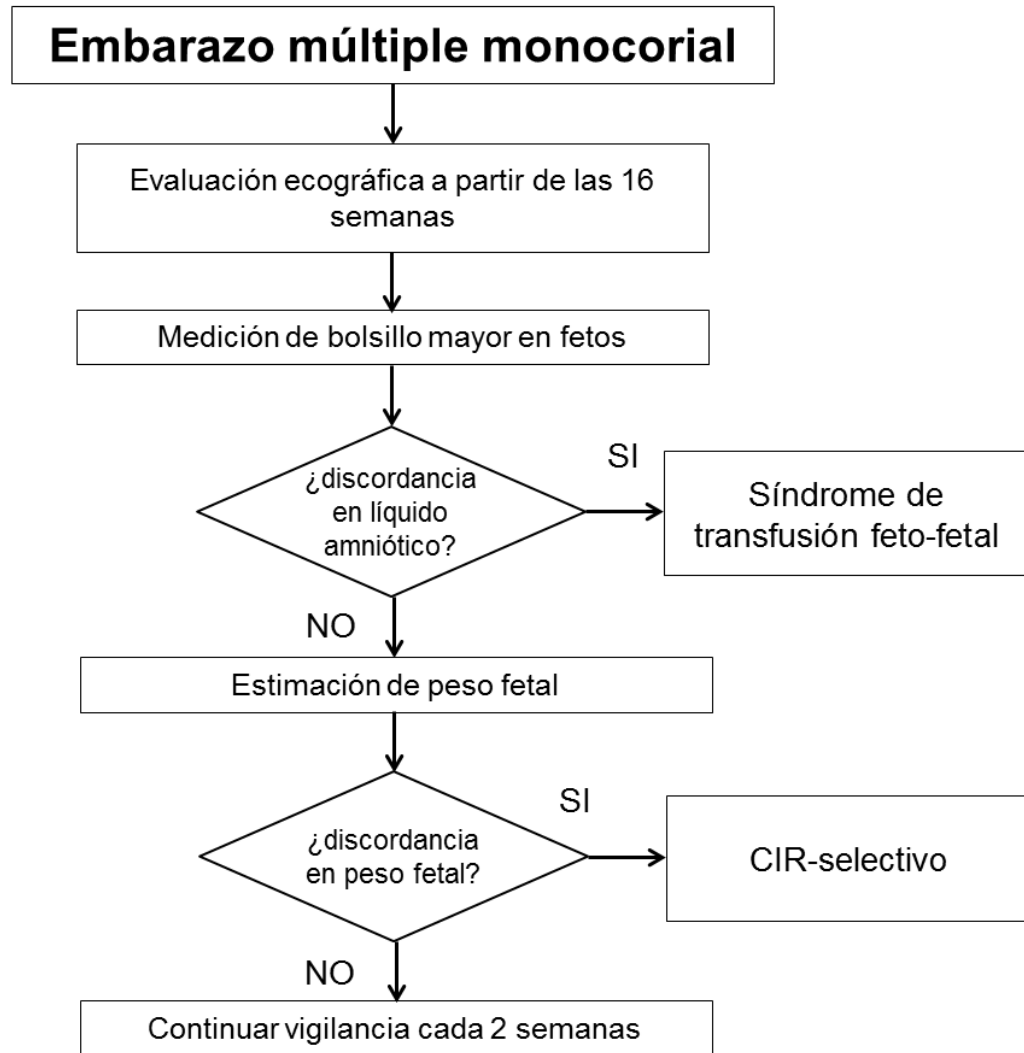 Embarazo múltiple monocorial
Evaluación ecográfica a partir de las 16
semanas
Medición de bolsillo mayor en fetos
¿discordancia
en líquido
amniótico?
SI
Síndrome de
transfusión feto-fetal
NO
Estimación de peso fetal
¿discordancia
en peso fetal?
SI
CIR-selectivo
NO
Continuar vigilancia cada 2 semanas